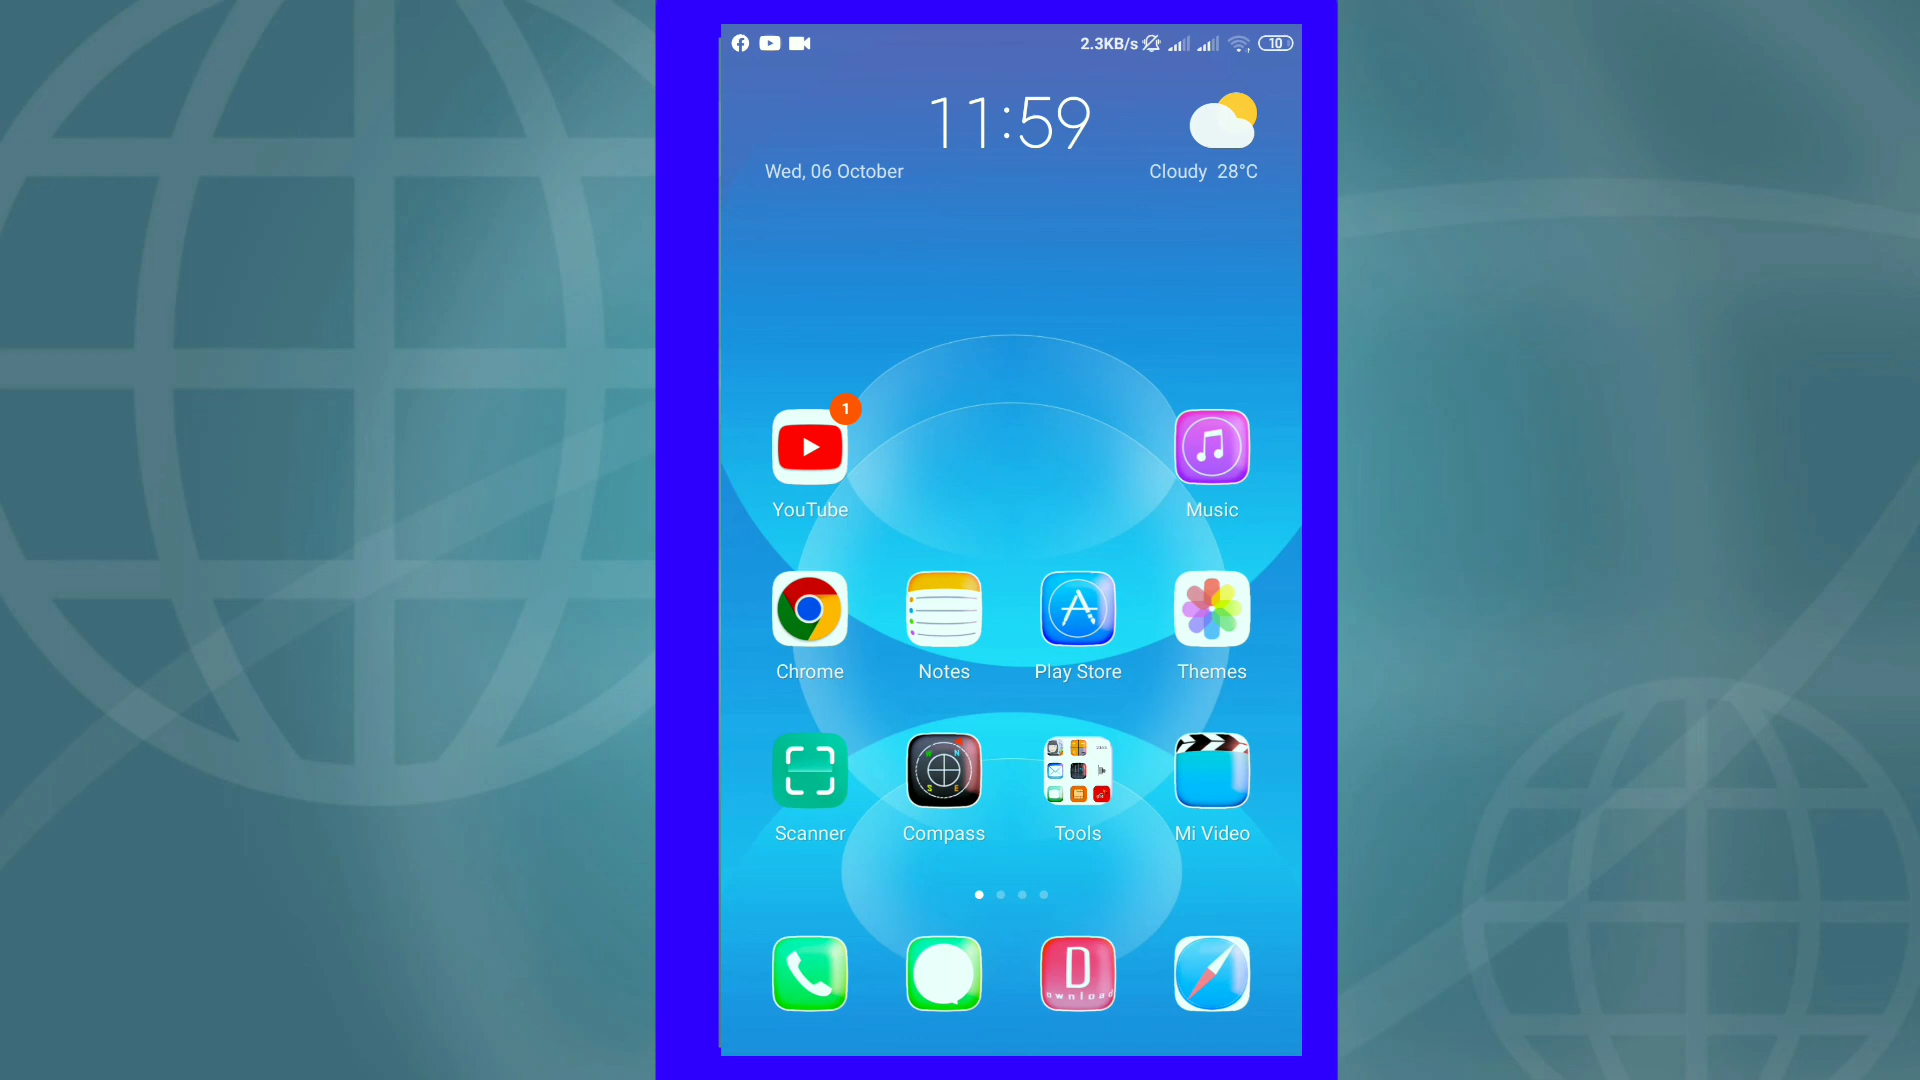 2.3KB/s 10
11:59
Wed, 06 October
Cloudy 28°C
1
YouTube
Music
Chrome
Notes
Play Store
Themes
W N
S E
Scanner
Compass
Tools
Mi Video
D
ownload